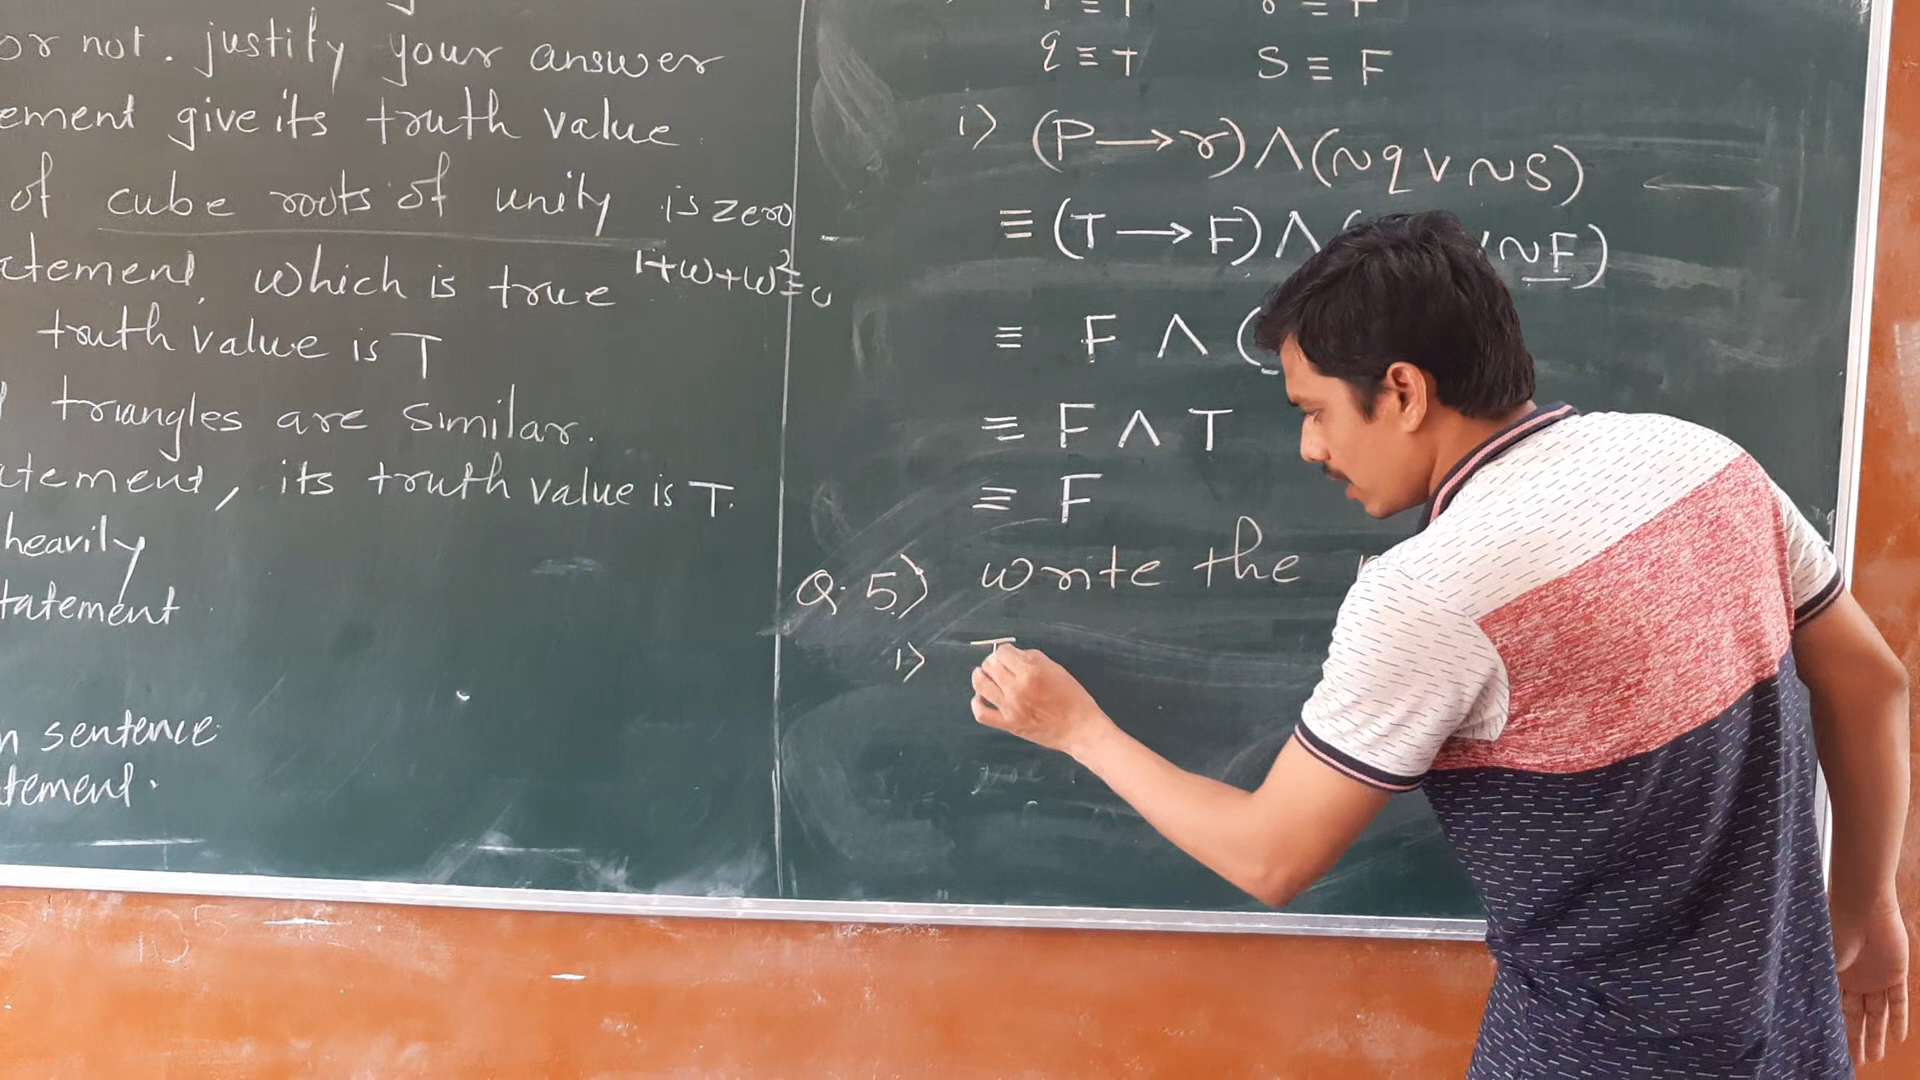 or not. justify your answer
ement give its truth value
of cube roots of unity is zero
atement, which is true 1+ω+ω²=0
truth value is T
triangles are similar.
atement, its truth value is T.
heavily
tatement
n sentence
tement.
q ≡ T S ≡ F
i) (P→r)∧(~q∨~S)
≡ (T→F)∧( ~F)
≡ F ∧ (
≡ F ∧ T
≡ F
Q.5) write the
i) T